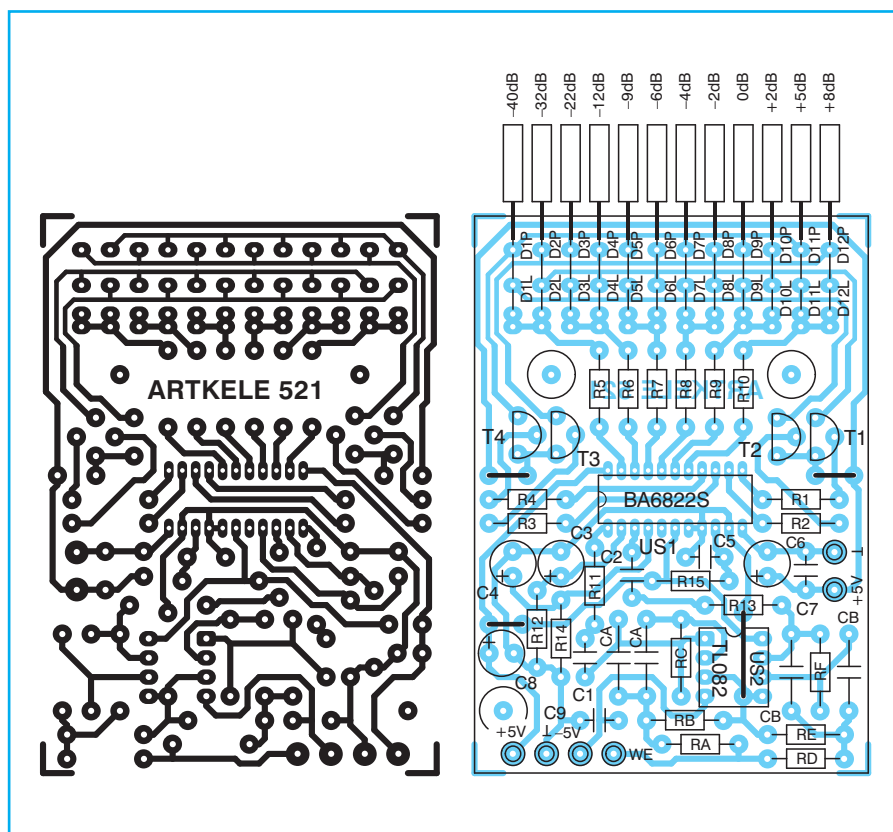 −40dB
−32dB
−22dB
−12dB
−9dB
−6dB
−4dB
−2dB
0dB
+2dB
+5dB
+8dB
D1P
D2P
D3P
D4P
D5P
D6P
D7P
D8P
D9P
D10P
D11P
D12P
D1L
D2L
D3L
D4L
D5L
D6L
D7L
D8L
D9L
D10L
D11L
D12L
ARTKELE 521
R5
R6
R7
R8
R9
R10
ARTKELE 521
T4
T3
T2
T1
R4
BA6822S
R1
R3
R2
C3
C2
US1
C5
C6
⊥
C4
+
+
R11
R15
+
+5V
C7
R12
R14
R13
CB
CA
CA
RC
TL082
US2
RF
+
C8
C1
C9
CB
+5V
⊥
−5V
WE
RB
RA
RE
RD